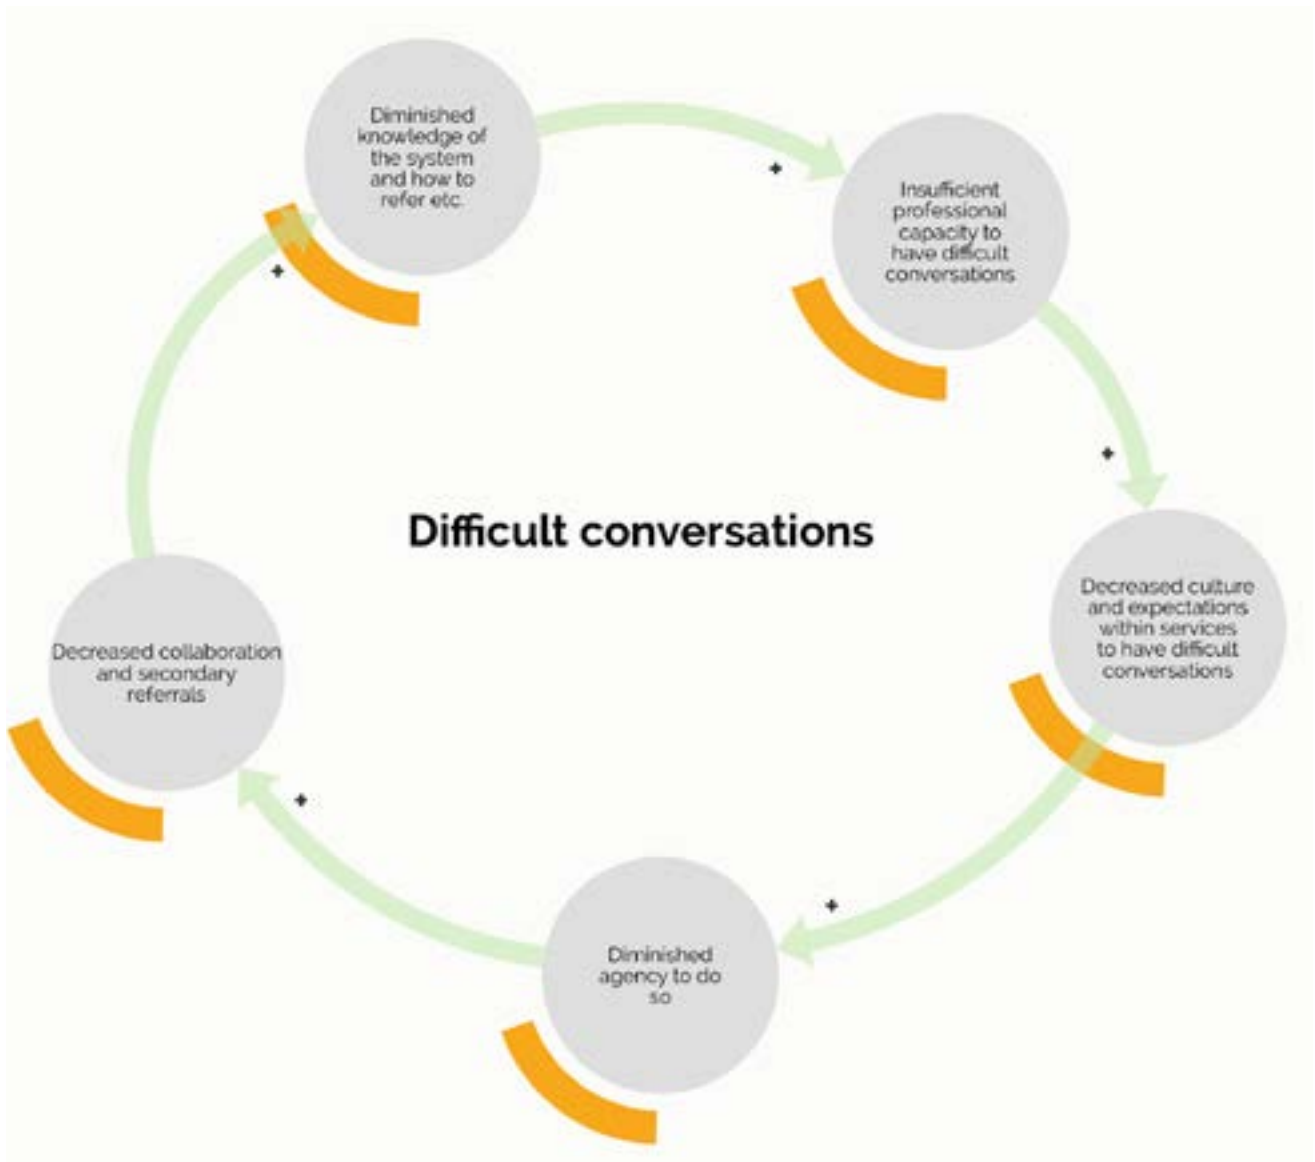 Diminished
knowledge of
the system
and how to
refer etc.
+
Insufficient
professional
capacity to
have difficult
conversations
+
Decreased culture
and expectations
within services
to have difficult
conversations
+
Diminished
agency to do
so
+
Decreased collaboration
and secondary
referrals
+
Difficult conversations